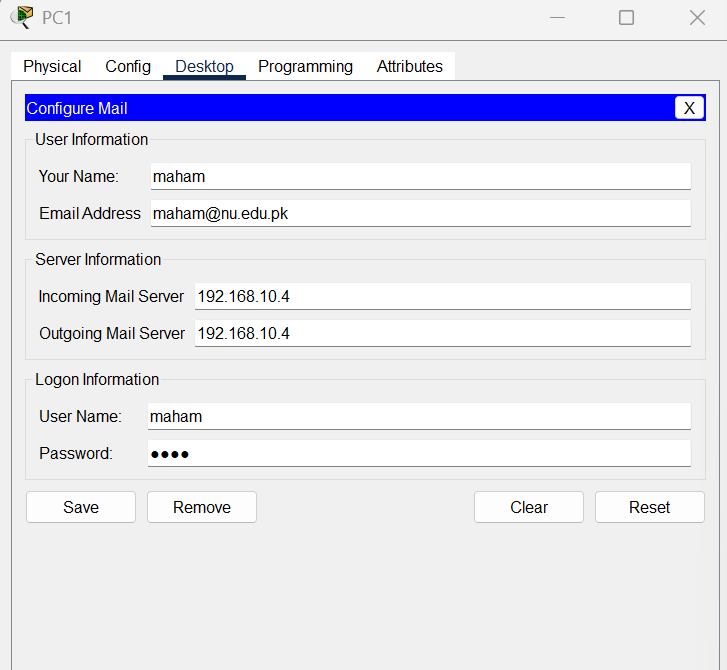 PC1
Physical Config Desktop Programming Attributes
Configure Mail X
User Information
Your Name: maham
Email Address maham@nu.edu.pk
Server Information
Incoming Mail Server 192.168.10.4
Outgoing Mail Server 192.168.10.4
Logon Information
User Name: maham
Password: ●●●●
Save Remove Clear Reset